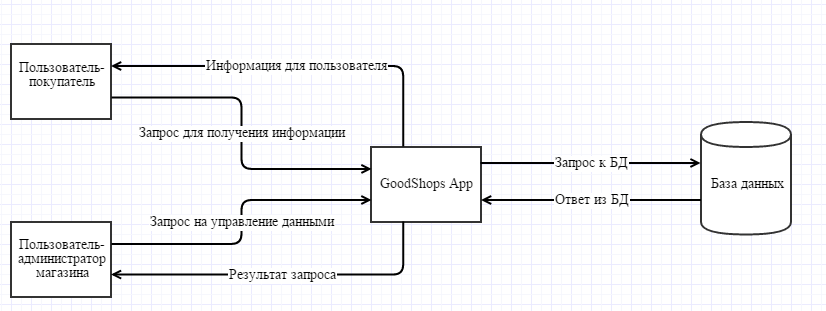 Пользователь-
покупатель
Информация для пользователя
Запрос для получения информации
GoodShops App
Запрос к БД
Ответ из БД
База данных
Запрос на управление данными
Пользователь-
администратор
магазина
Результат запроса